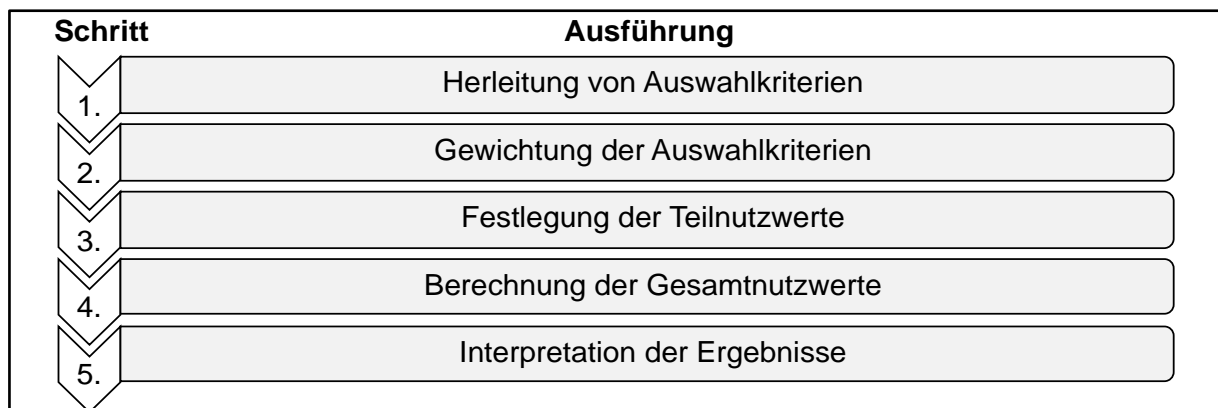 Schritt Ausführung
1. Herleitung von Auswahlkriterien
2. Gewichtung der Auswahlkriterien
3. Festlegung der Teilnutzwerte
4. Berechnung der Gesamtnutzwerte
5. Interpretation der Ergebnisse